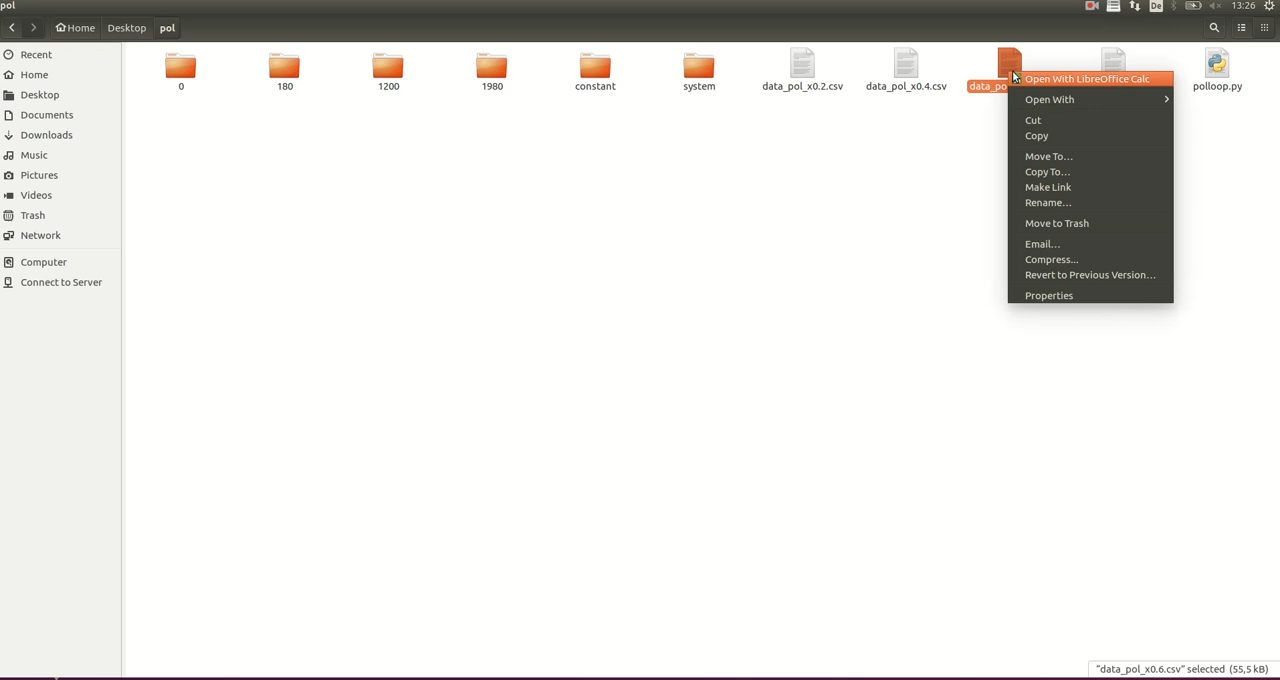 pol
De
13:26
Home
Desktop
pol
Recent
Home
Desktop
Documents
Downloads
Music
Pictures
Videos
Trash
Network
Computer
Connect to Server
0
180
1200
1980
constant
system
data_pol_x0.2.csv
data_pol_x0.4.csv
data_po
polloop.py
Open With LibreOffice Calc
Open With
Cut
Copy
Move To…
Copy To…
Make Link
Rename…
Move to Trash
Email…
Compress...
Revert to Previous Version…
Properties
"data_pol_x0.6.csv" selected (55,5 kB)